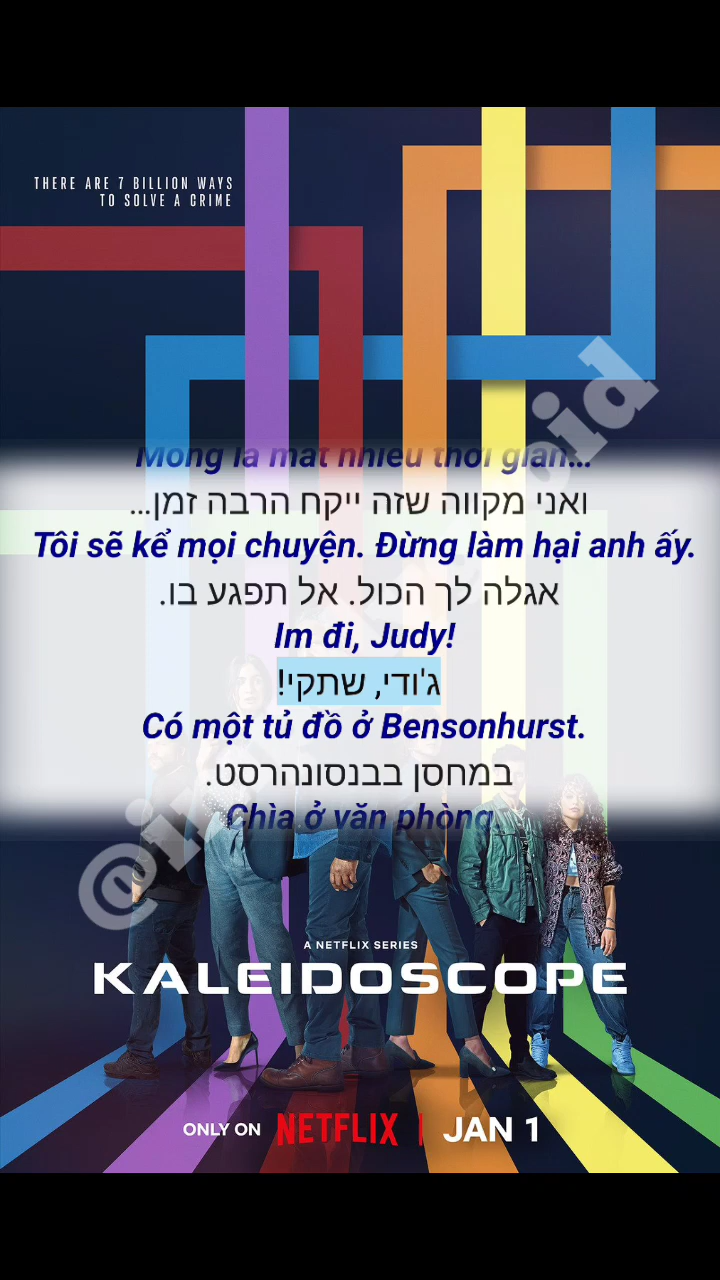 THERE ARE 7 BILLION WAYS
TO SOLVE A CRIME
Mong là mất nhiều thời gian...
ואני מקווה שזה ייקח הרבה זמן...
Tôi sẽ kể mọi chuyện. Đừng làm hại anh ấy.
אגלה לך הכול. אל תפגע בו.
Im đi, Judy!
ג'ודי, שתקי!
Có một tủ đồ ở Bensonhurst.
במחסן בבנסונהרסט.
Chìa ở văn phòng
A NETFLIX SERIES
KALEIDOSCOPE
ONLY ON NETFLIX | JAN 1